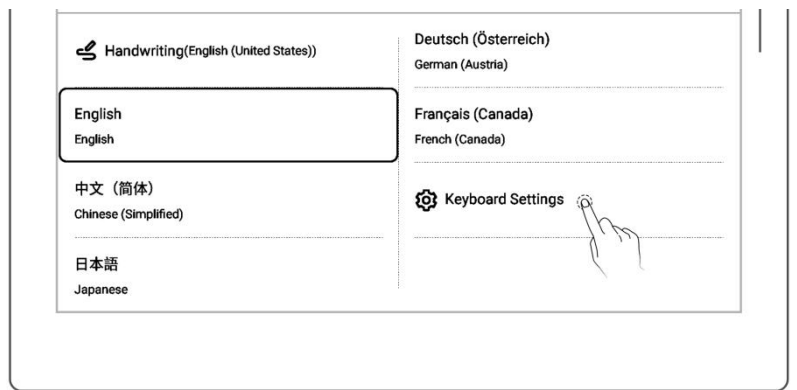 Handwriting(English (United States))
English
English
中文（简体）
Chinese (Simplified)
日本語
Japanese
Deutsch (Österreich)
German (Austria)
Français (Canada)
French (Canada)
Keyboard Settings